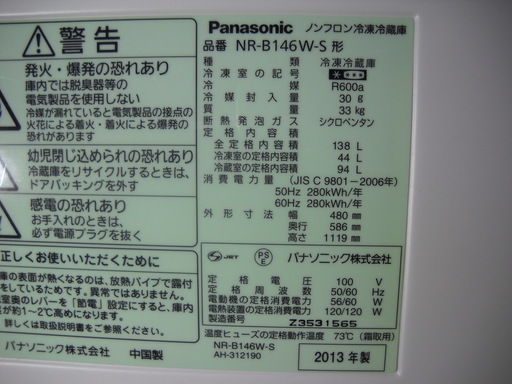 ⚠警告
発火・爆発の恐れあり
庫内では脱臭器等の
電気製品を使用しない
冷媒が漏れていると電気製品の接点の
火花による着火・着火により爆発する
恐れがあります
幼児閉じ込められの恐れあり
冷蔵庫をリサイクルするときは、
ドアパッキングを外す
感電の恐れあり
お手入れのときは、
必ず電源プラグを抜く
しくお使いいただくために
庫の表面が熱くなるのは、放熱パイプで露付
をしているためです。異常ではありません。
室奥のレバーを「節電」設定にすると、庫内
が約1～2℃高めになります。
詳しくは取扱説明書をご覧ください。
パナソニック株式会社 中国製
Panasonic ノンフロン冷凍冷蔵庫
品番 NR-B146W-S 形
種類 冷凍冷蔵庫
冷凍室の記号 ****
冷媒 R600a
冷媒封入量 30g
質量 33kg
断熱発泡ガス シクロペンタン
定格内容積
全定格内容積 138 L
冷凍室の定格内容積 44 L
冷蔵室の定格内容積 94 L
消費電力量 (JIS C 9801-2006年)
50Hz 280kWh/年
60Hz 280kWh/年
外形寸法 幅 480 mm
奥行 586 mm
高さ 1119 mm
JET PSE パナソニック株式会社
定格電圧 100 V
定格周波数 50/60 Hz
電動機の定格消費電力 56/60 W
電熱装置の定格消費電力 120/120 W
製造番号 Z3531565
温度ヒューズの定格動作温度 73℃(霜取用)
NR-B146W-S
AH-312190
2013年製